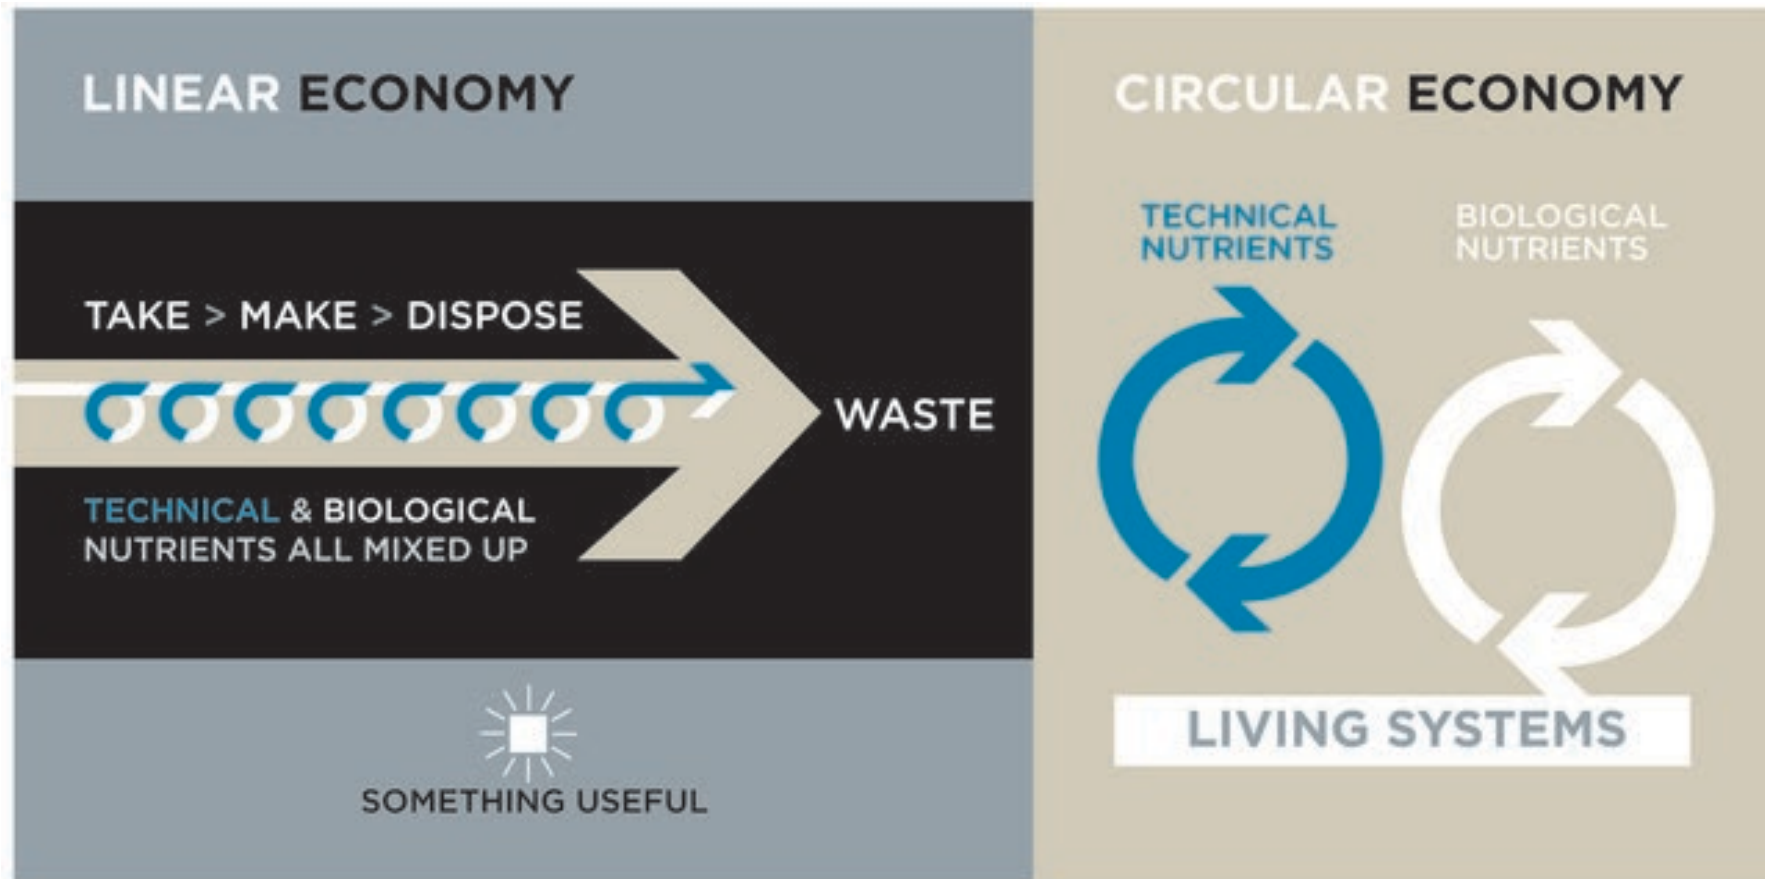 LINEAR ECONOMY
TAKE > MAKE > DISPOSE
WASTE
TECHNICAL & BIOLOGICAL
NUTRIENTS ALL MIXED UP
SOMETHING USEFUL
CIRCULAR ECONOMY
TECHNICAL
NUTRIENTS
BIOLOGICAL
NUTRIENTS
LIVING SYSTEMS